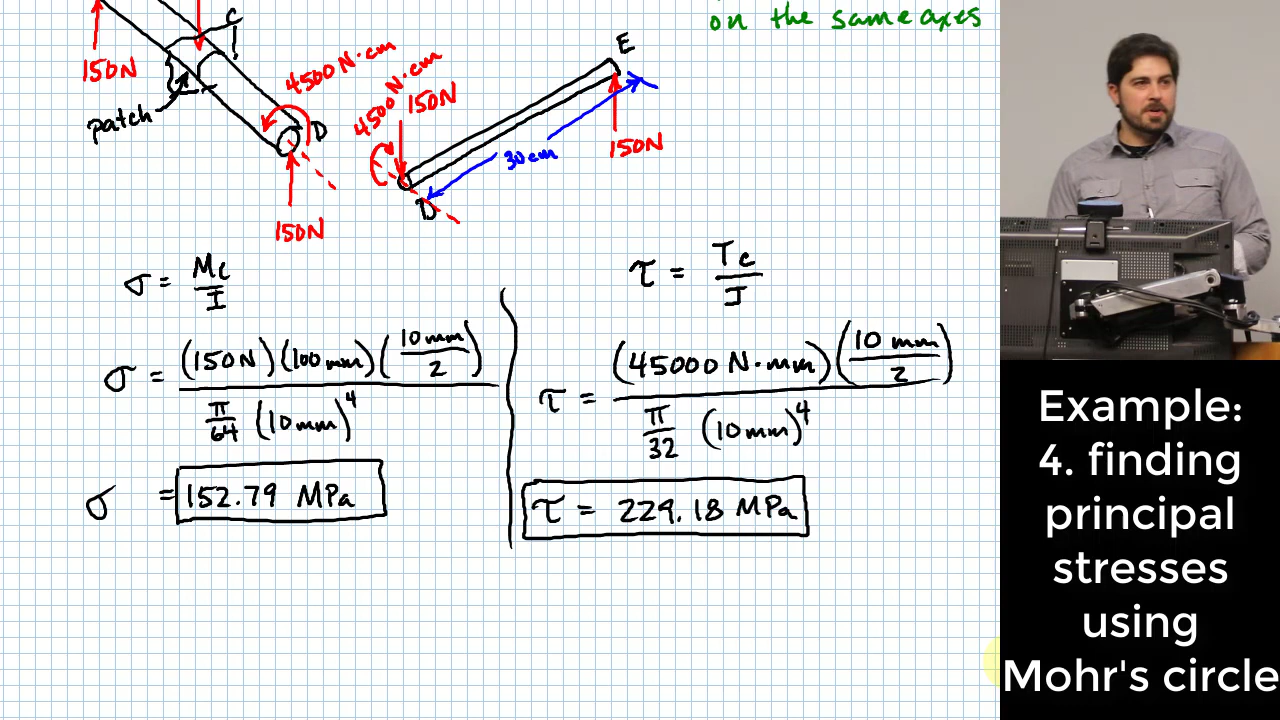 on the same axes
C
E
150N
4500 N·cm
4500 N·cm
150N
patch
D
30cm
150N
D
150N
σ = Mc/I
τ = Tc/J
σ = (150N)(100mm)(10mm/2) / π/64 (10mm)^4
τ = (45000 N·mm)(10 mm/2) / π/32 (10mm)^4
σ = 152.79 MPa
τ = 229.18 MPa
Example:
4. finding
principal
stresses
using
Mohr's circle